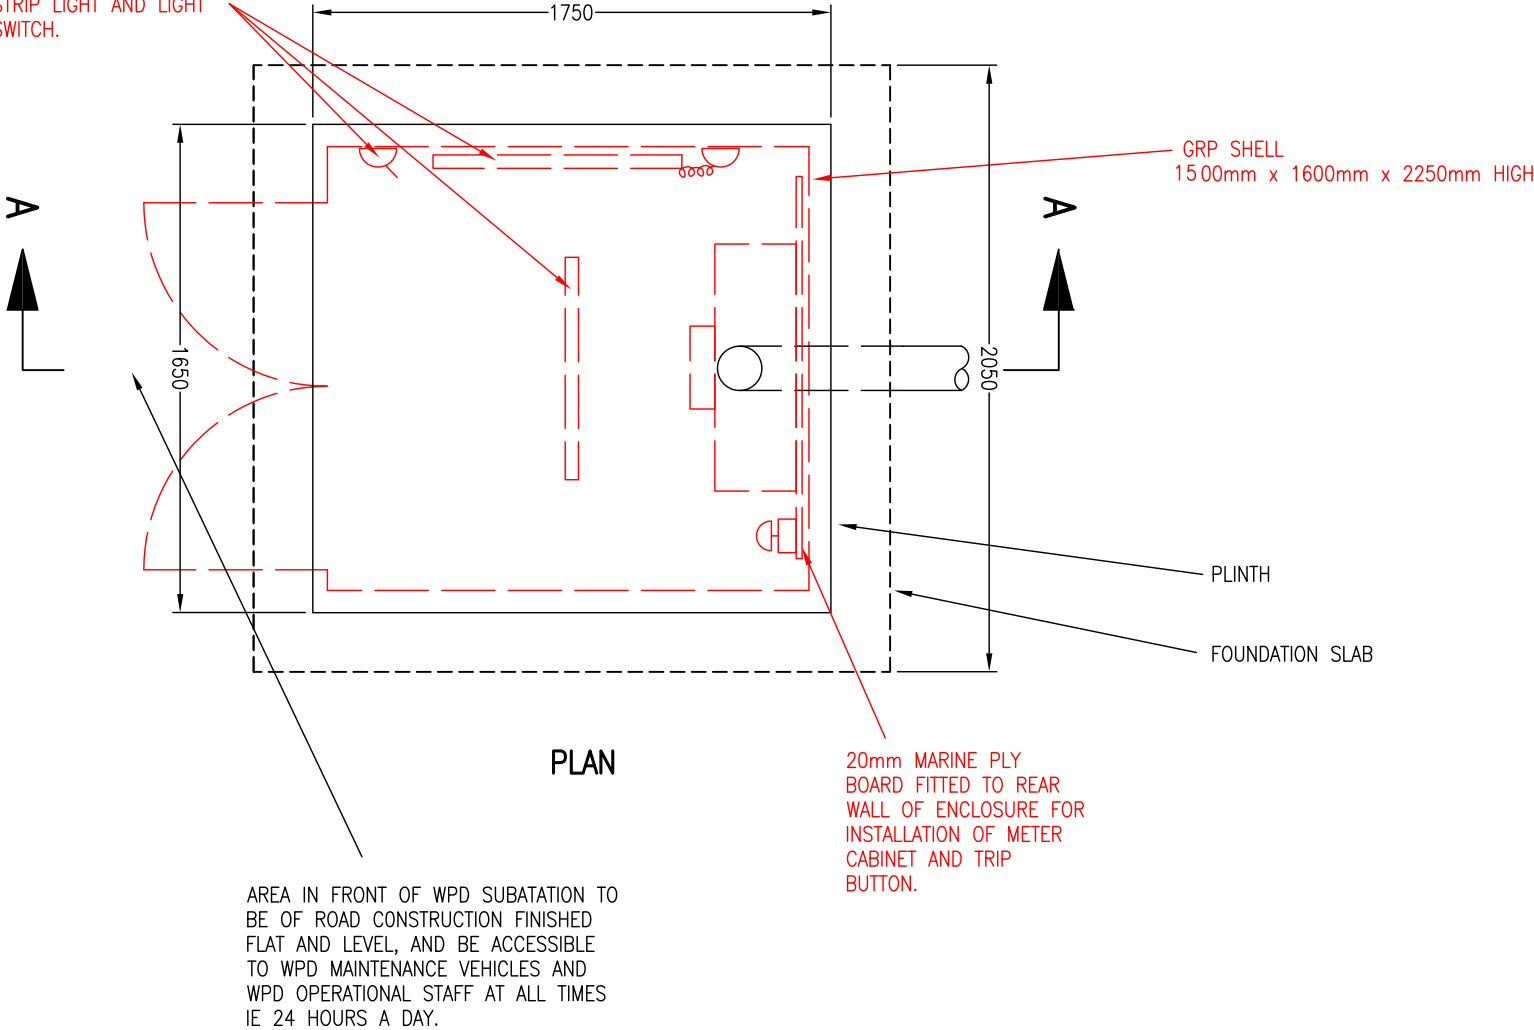 STRIP LIGHT AND LIGHT
SWITCH.
1750
GRP SHELL
1500mm x 1600mm x 2250mm HIGH
A
A
1650
2050
PLINTH
FOUNDATION SLAB
PLAN
20mm MARINE PLY
BOARD FITTED TO REAR
WALL OF ENCLOSURE FOR
INSTALLATION OF METER
CABINET AND TRIP
BUTTON.
AREA IN FRONT OF WPD SUBATATION TO
BE OF ROAD CONSTRUCTION FINISHED
FLAT AND LEVEL, AND BE ACCESSIBLE
TO WPD MAINTENANCE VEHICLES AND
WPD OPERATIONAL STAFF AT ALL TIMES
IE 24 HOURS A DAY.